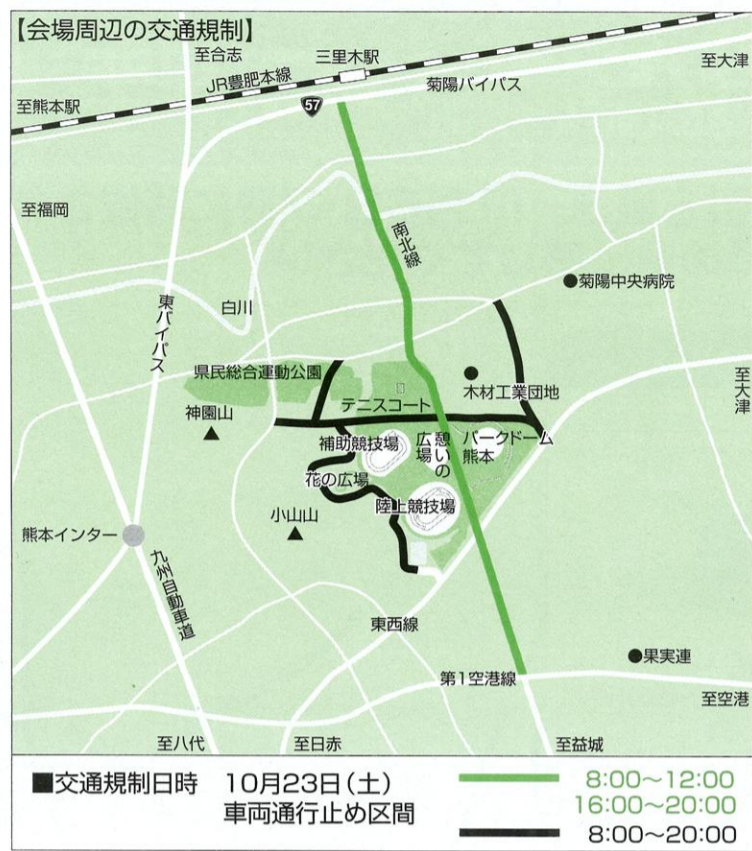 【会場周辺の交通規制】
至合志
三里木駅
至大津
JR豊肥本線
菊陽バイパス
至熊本駅
57
至福岡
南北線
菊陽中央病院
白川
東バイパス
県民総合運動公園
木材工業団地
至大津
神園山
テニスコート
補助競技場
憩いの
広場
パークドーム
熊本
花の広場
陸上競技場
小山山
熊本インター
九州自動車道
東西線
果実連
第1空港線
至空港
至八代
至日赤
至益城
■交通規制日時 10月23日(土)
車両通行止め区間
8:00〜12:00
16:00〜20:00
8:00〜20:00